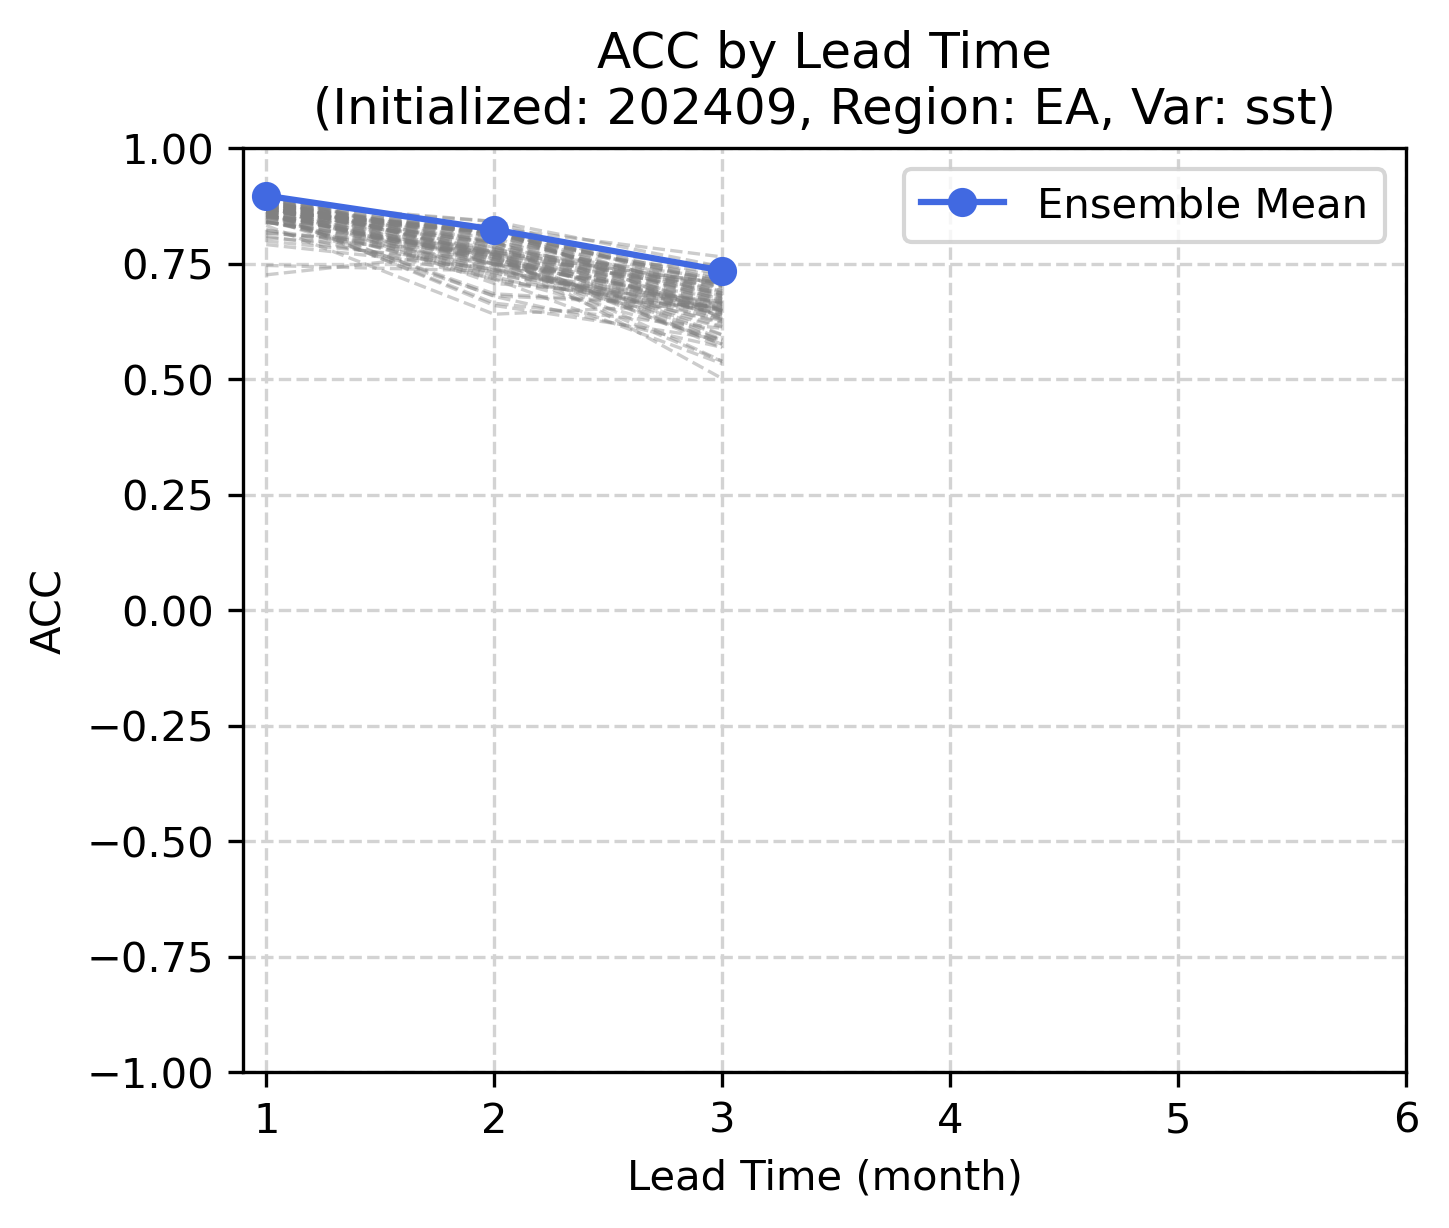 ACC by Lead Time
(Initialized: 202409, Region: EA, Var: sst)
Ensemble Mean
ACC
1.00
0.75
0.50
0.25
0.00
−0.25
−0.50
−0.75
−1.00
1 2 3 4 5 6
Lead Time (month)